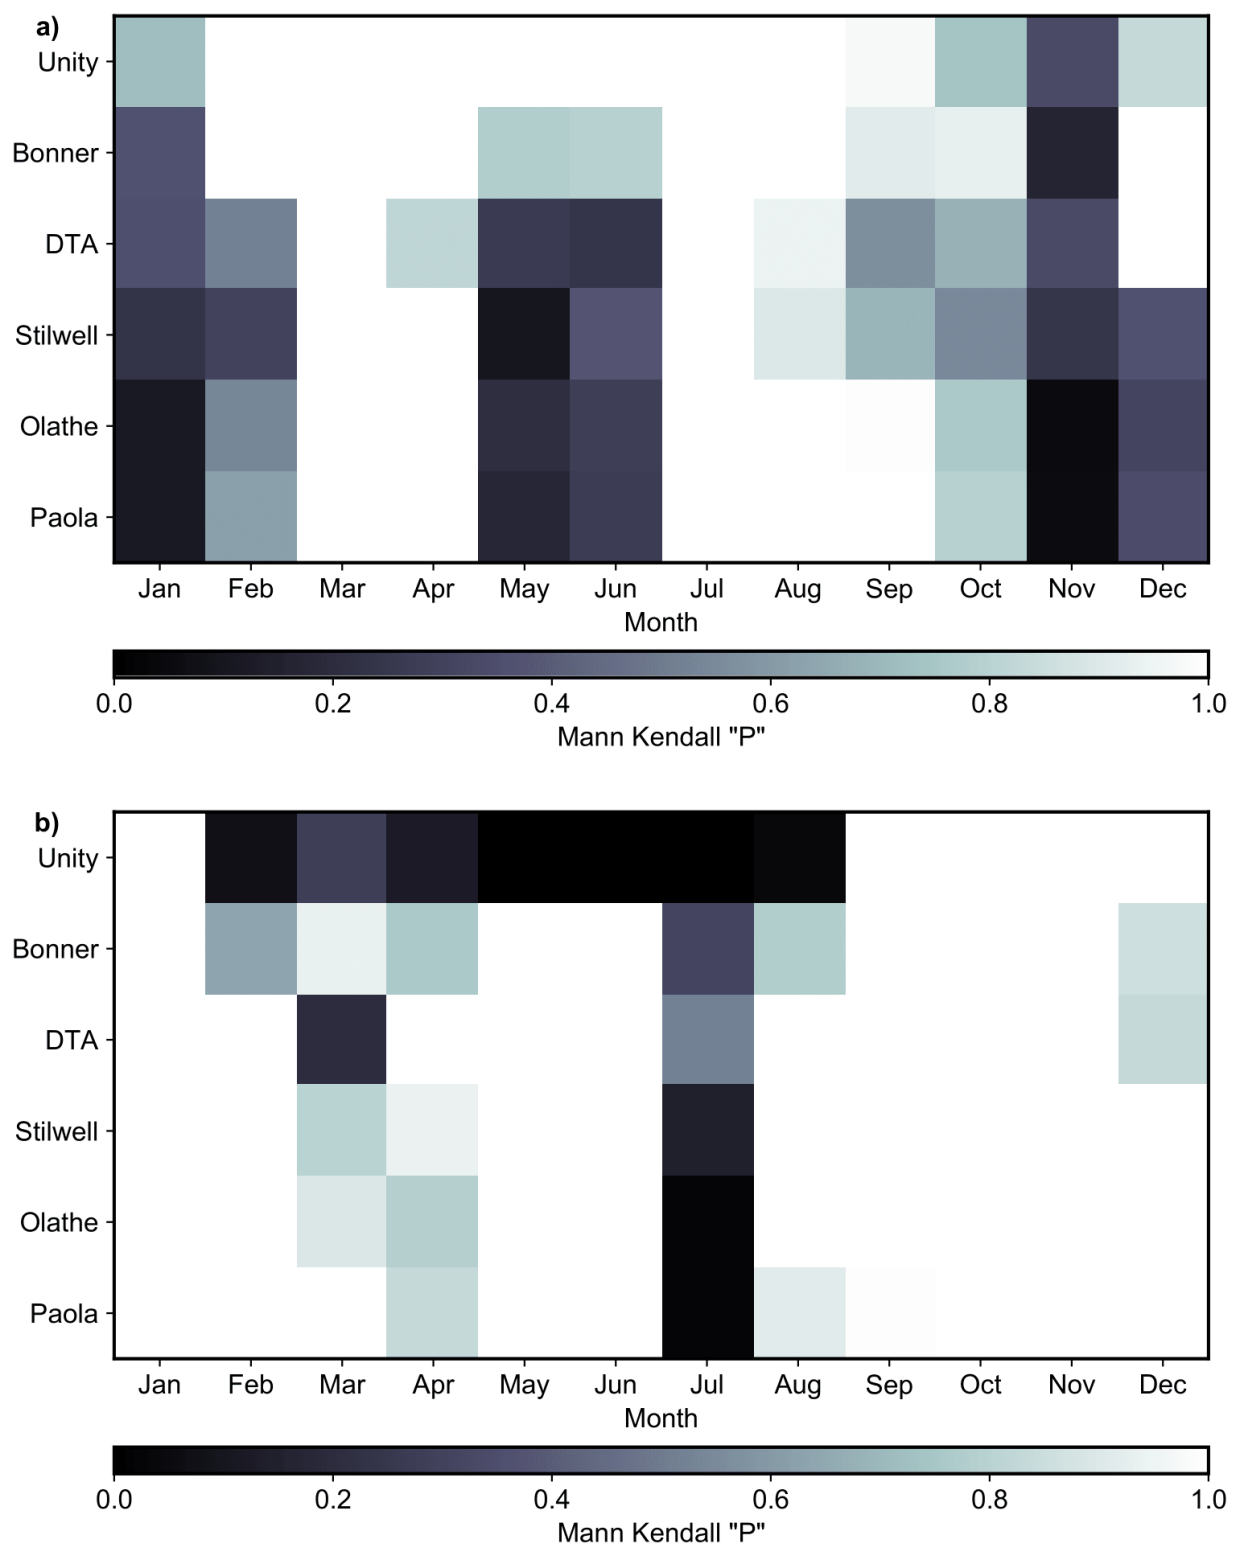 a)
Unity
Bonner
DTA
Stilwell
Olathe
Paola
Jan Feb Mar Apr May Jun Jul Aug Sep Oct Nov Dec
Month
0.0 0.2 0.4 0.6 0.8 1.0
Mann Kendall "P"
b)
Unity
Bonner
DTA
Stilwell
Olathe
Paola
Jan Feb Mar Apr May Jun Jul Aug Sep Oct Nov Dec
Month
0.0 0.2 0.4 0.6 0.8 1.0
Mann Kendall "P"